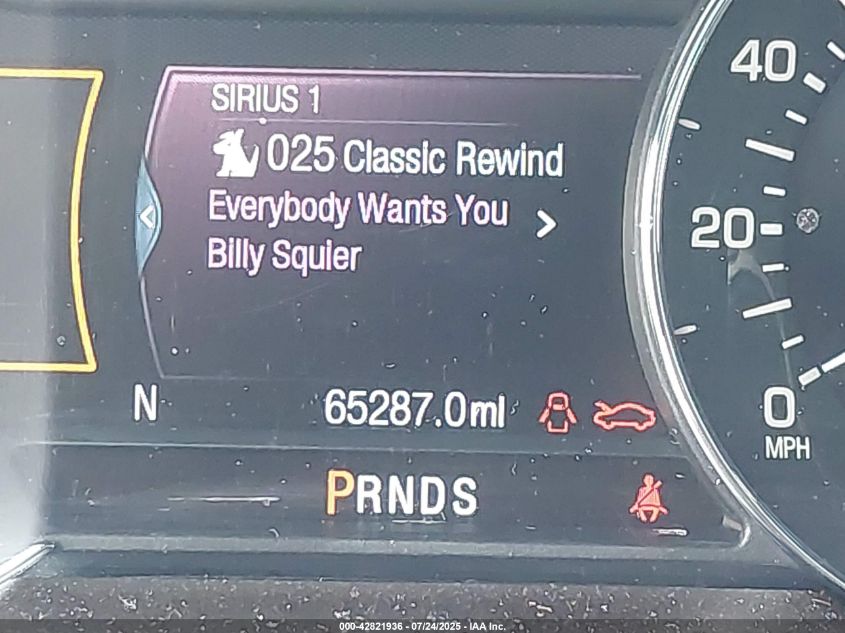 SIRIUS 1
025 Classic Rewind
Everybody Wants You
Billy Squier
N
65287.0mi
PRNDS
40
20
0
MPH
000-42821936 - 07/24/2025 - IAA Inc.